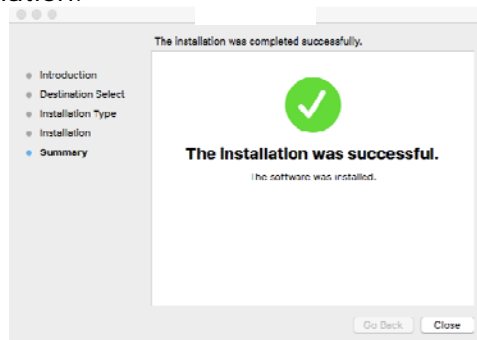 The installation was completed successfully.
Introduction
Destination Select
Installation Type
Installation
Summary
The installation was successful.
The software was installed.
Go Back
Close